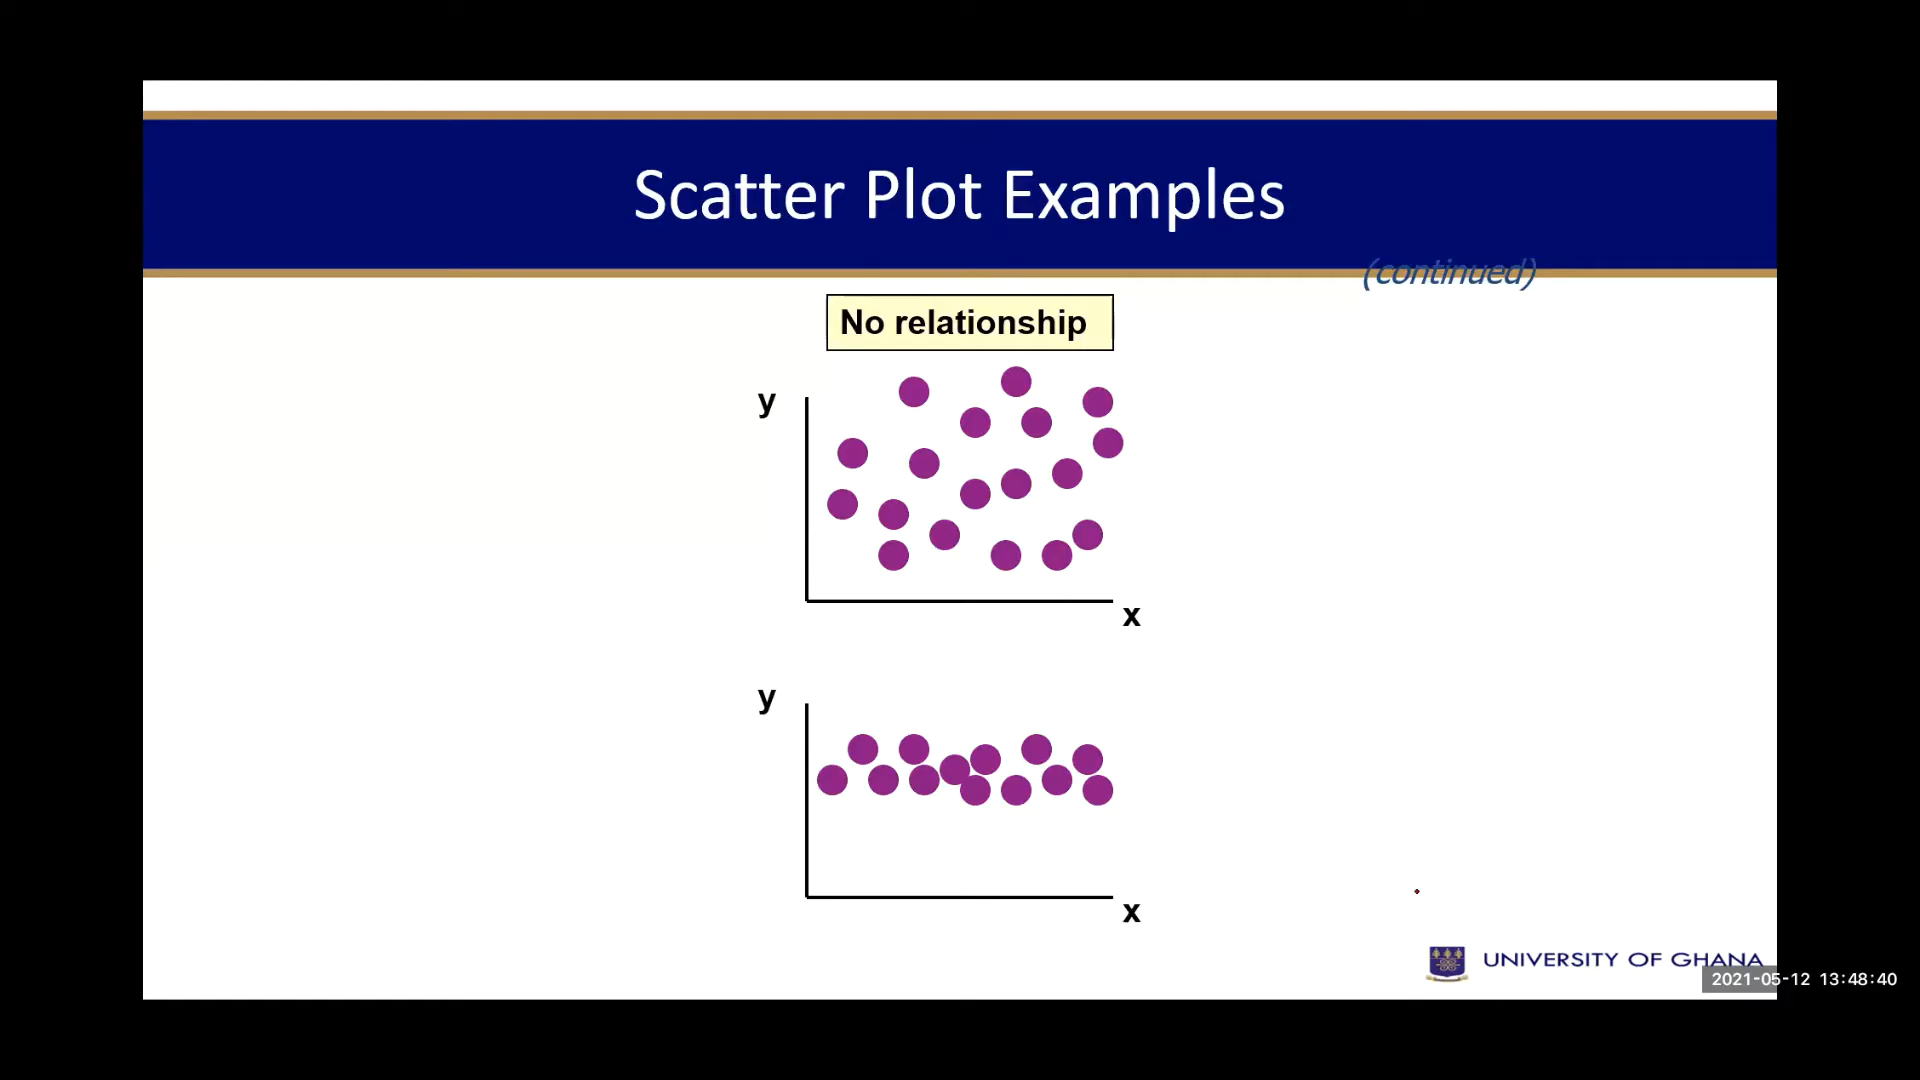 Scatter Plot Examples
(continued)
No relationship
y
x
y
x
UNIVERSITY OF GHANA
2021-05-12 13:48:40